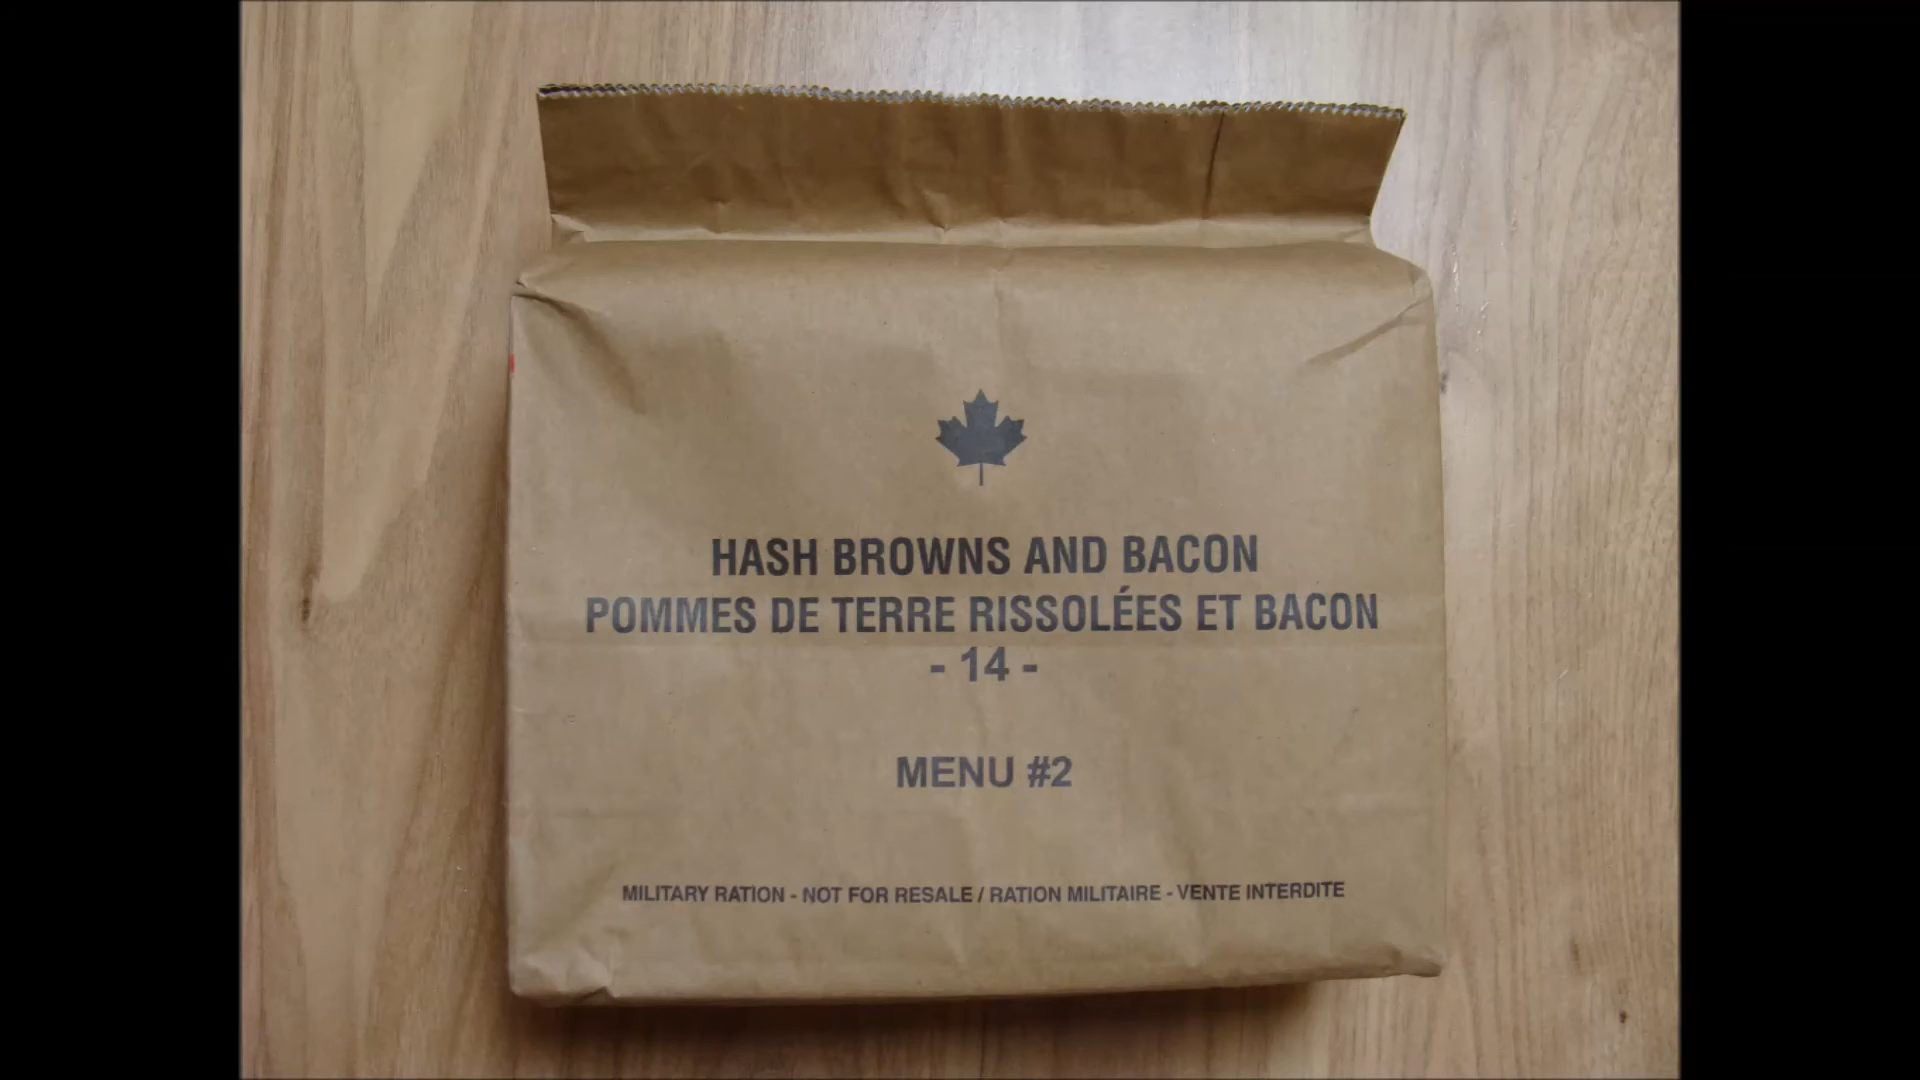 HASH BROWNS AND BACON
POMMES DE TERRE RISSOLÉES ET BACON
- 14 -
MENU #2
MILITARY RATION - NOT FOR RESALE / RATION MILITAIRE - VENTE INTERDITE